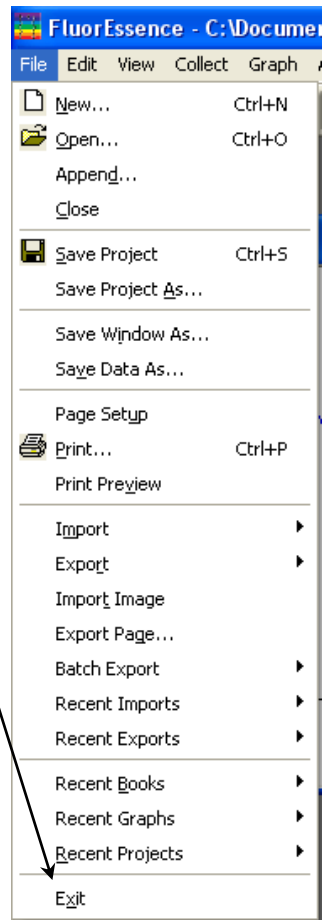 FluorEssence - C:\Docume
File Edit View Collect Graph
New... Ctrl+N
Open... Ctrl+O
Append...
Close
Save Project Ctrl+S
Save Project As...
Save Window As...
Save Data As...
Page Setup
Print... Ctrl+P
Print Preview
Import
Export
Import Image
Export Page...
Batch Export
Recent Imports
Recent Exports
Recent Books
Recent Graphs
Recent Projects
Exit